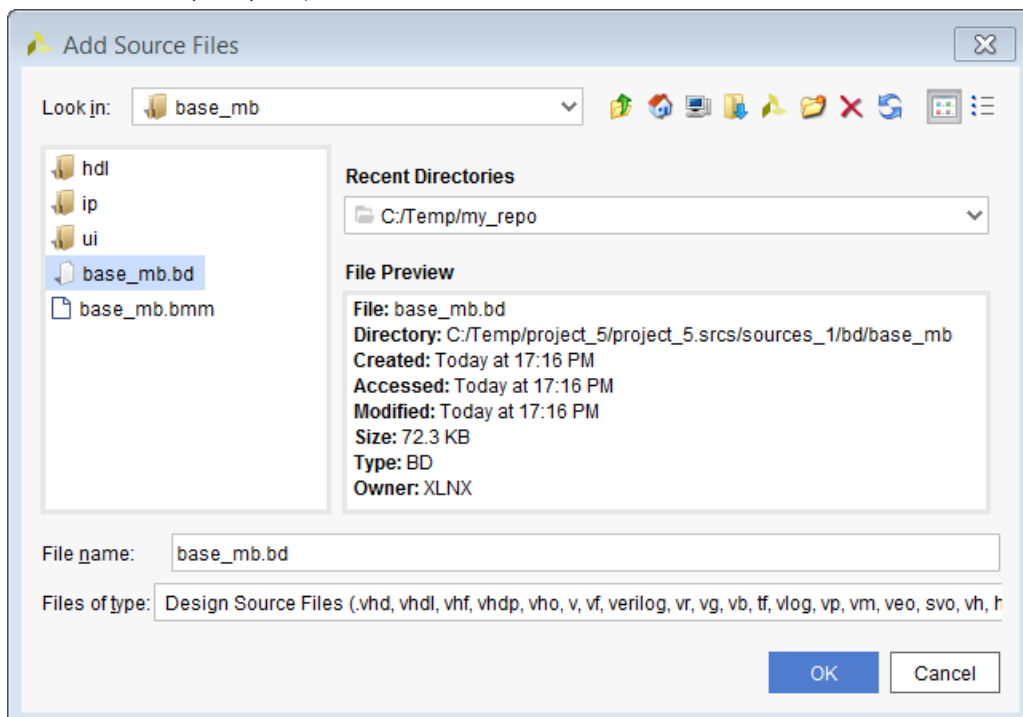 Add Source Files
Look in: base_mb
hdl
ip
ui
base_mb.bd
base_mb.bmm
Recent Directories
C:/Temp/my_repo
File Preview
File: base_mb.bd
Directory: C:/Temp/project_5/project_5.srcs/sources_1/bd/base_mb
Created: Today at 17:16 PM
Accessed: Today at 17:16 PM
Modified: Today at 17:16 PM
Size: 72.3 KB
Type: BD
Owner: XLNX
File name: base_mb.bd
Files of type: Design Source Files (.vhd, vhdl, vhf, vhdp, vho, v, vf, verilog, vr, vg, vb, tf, vlog, vp, vm, veo, svo, vh, h
OK Cancel